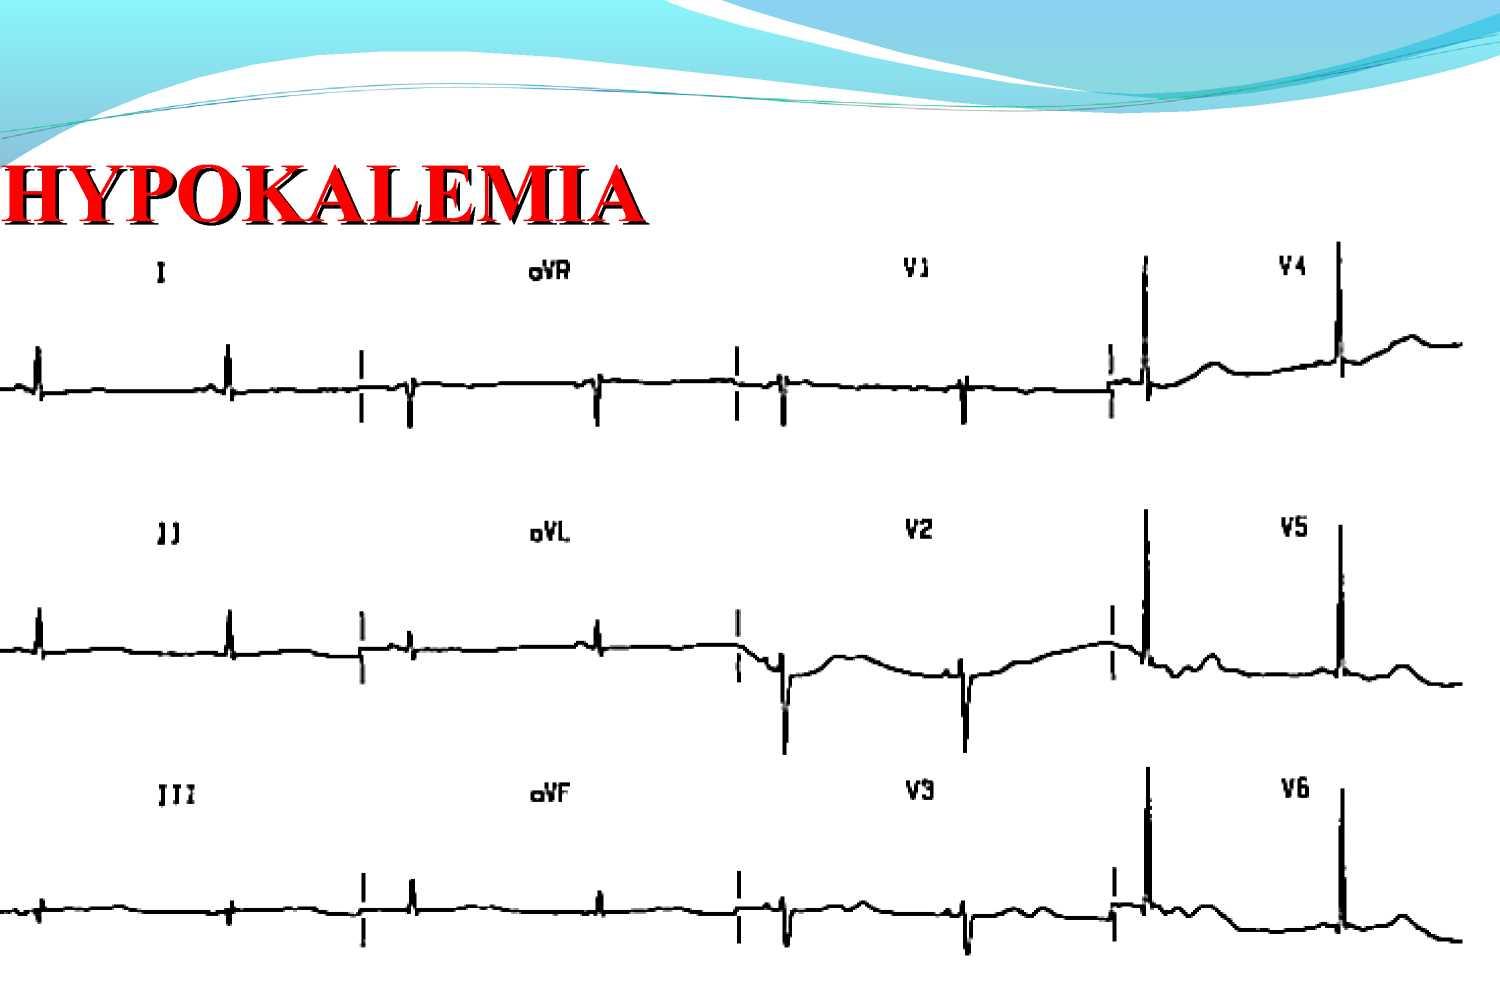 HYPOKALEMIA
I aVR V1 V4
II aVL V2 V5
III aVF V3 V6